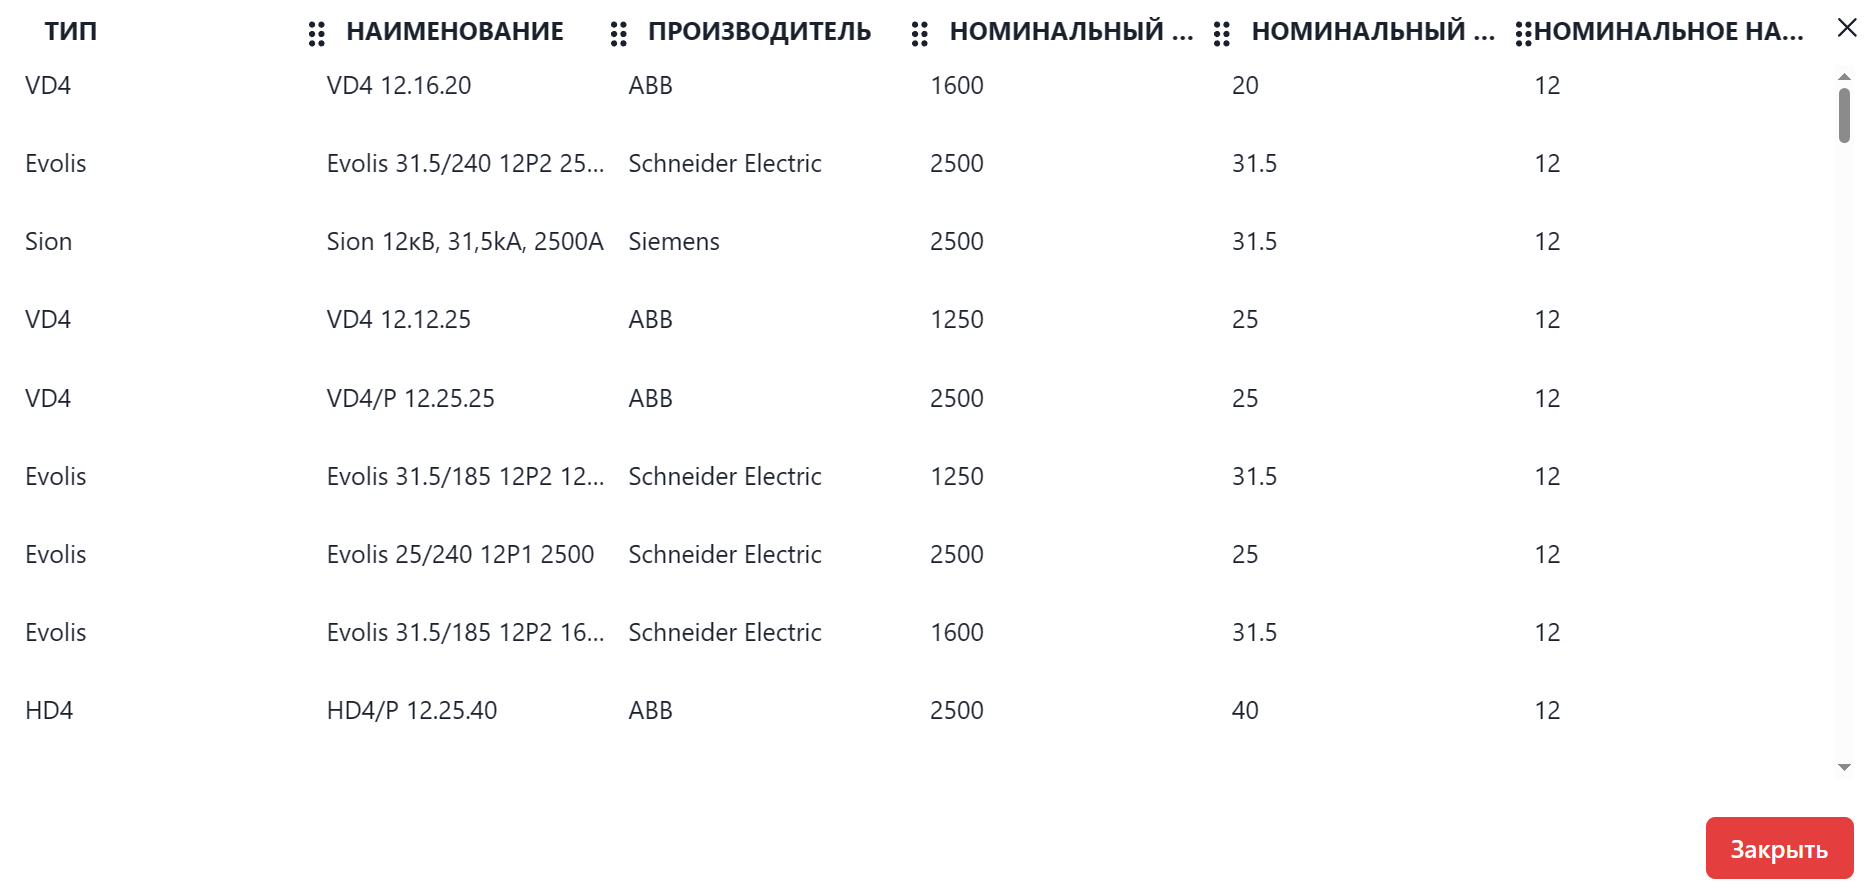 ТИП НАИМЕНОВАНИЕ ПРОИЗВОДИТЕЛЬ НОМИНАЛЬНЫЙ ... НОМИНАЛЬНЫЙ ... НОМИНАЛЬНОЕ НА...
VD4 VD4 12.16.20 ABB 1600 20 12
Evolis Evolis 31.5/240 12P2 25... Schneider Electric 2500 31.5 12
Sion Sion 12кВ, 31,5kA, 2500A Siemens 2500 31.5 12
VD4 VD4 12.12.25 ABB 1250 25 12
VD4 VD4/P 12.25.25 ABB 2500 25 12
Evolis Evolis 31.5/185 12P2 12... Schneider Electric 1250 31.5 12
Evolis Evolis 25/240 12P1 2500 Schneider Electric 2500 25 12
Evolis Evolis 31.5/185 12P2 16... Schneider Electric 1600 31.5 12
HD4 HD4/P 12.25.40 ABB 2500 40 12
Закрыть